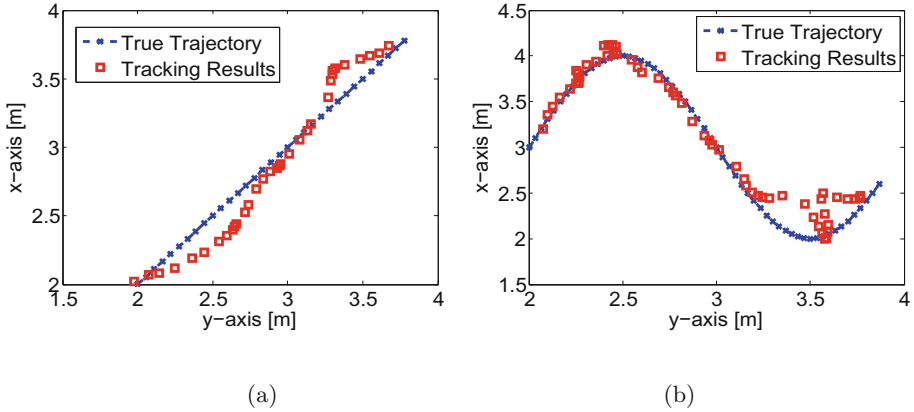 4
3.5
3
2.5
2
1.5 2 2.5 3 3.5 4
x−axis [m]
y−axis [m]
True Trajectory
Tracking Results
(a)
4.5
4
3.5
3
2.5
2
1.5
2 2.5 3 3.5 4
x−axis [m]
y−axis [m]
True Trajectory
Tracking Results
(b)